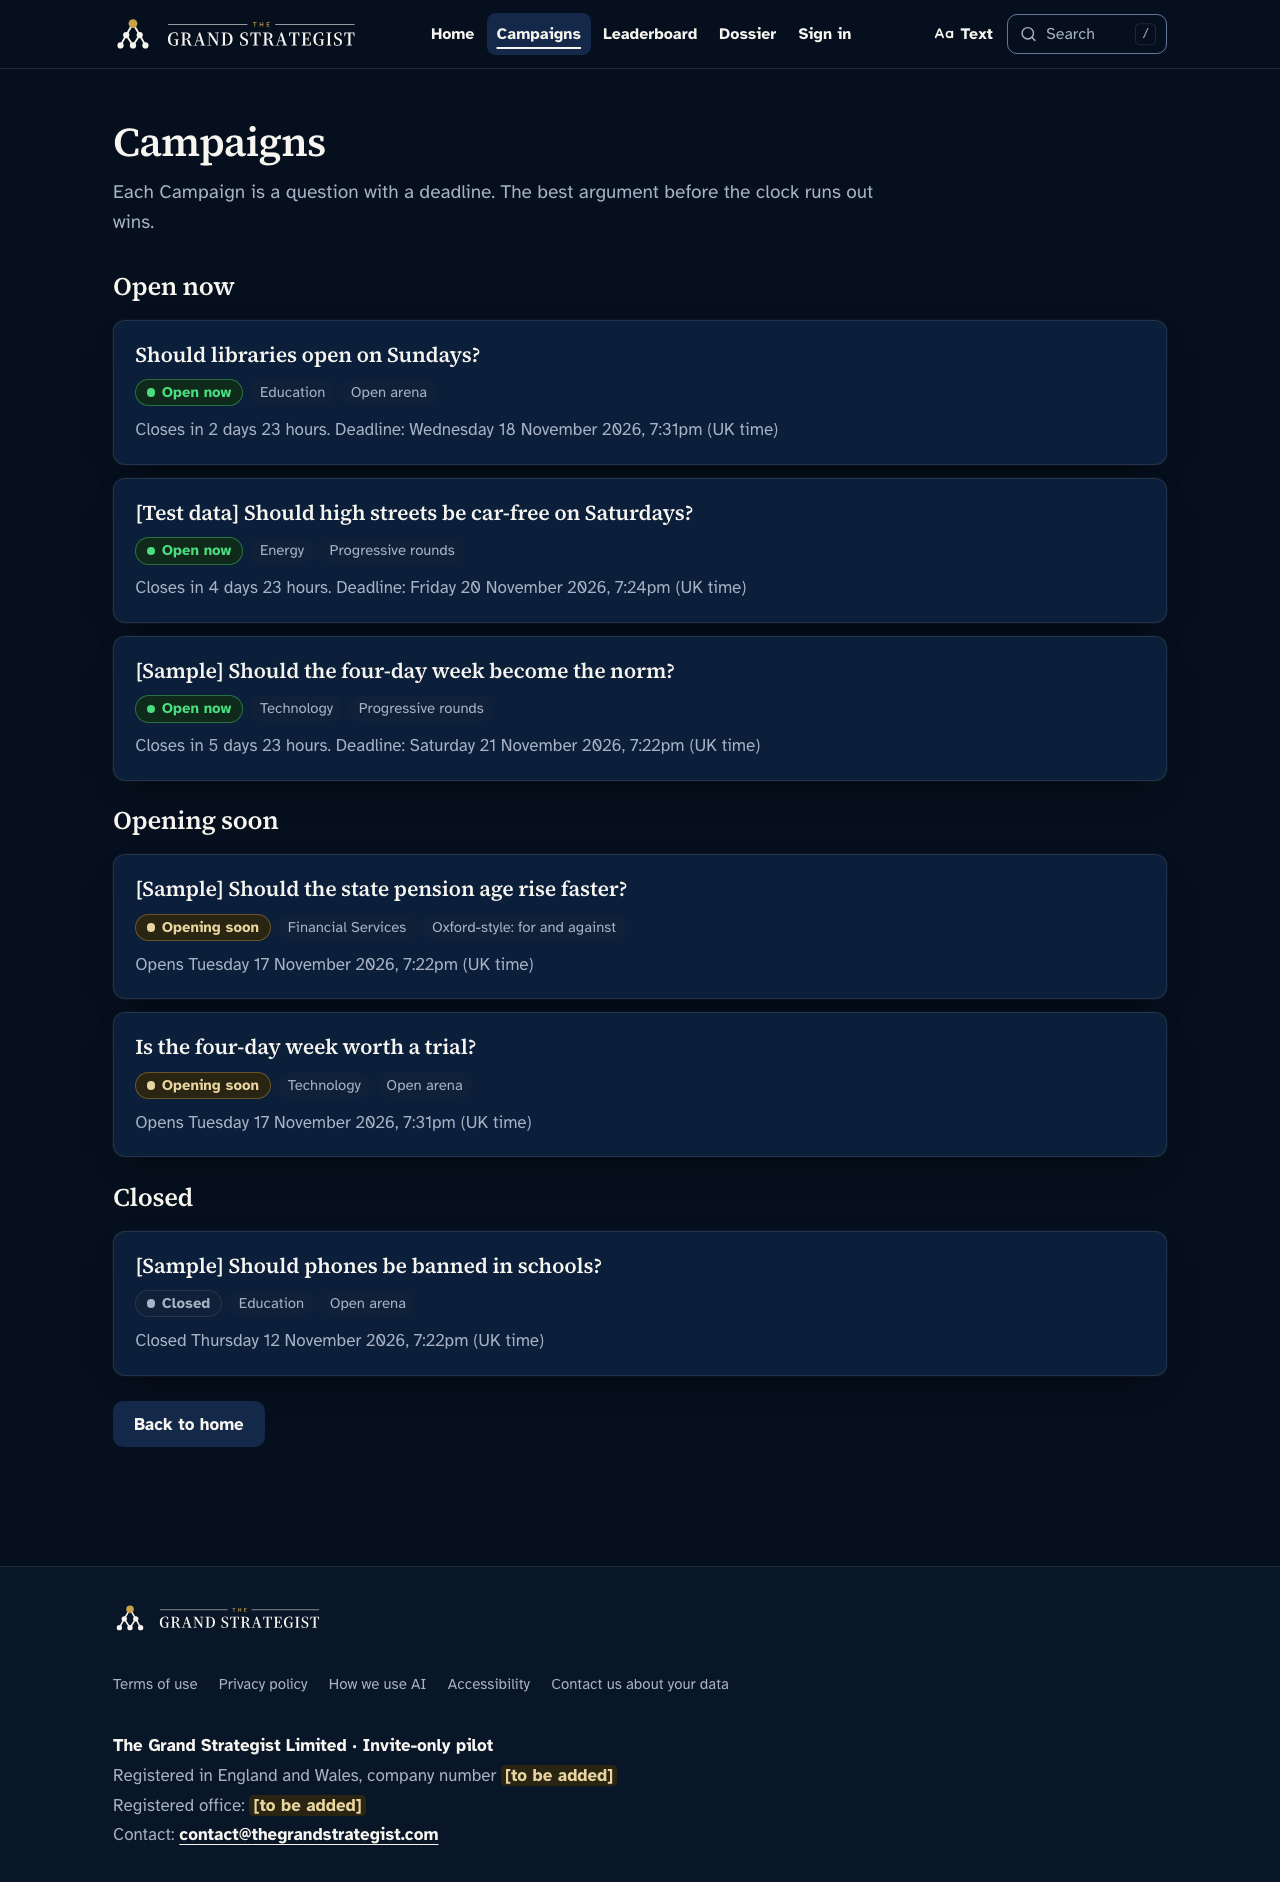 THE
GRAND STRATEGIST
Home
Campaigns
Leaderboard
Dossier
Sign in
Aa Text
Search
/
Campaigns
Each Campaign is a question with a deadline. The best argument before the clock runs out
wins.
Open now
Should libraries open on Sundays?
Open now
Education
Open arena
Closes in 2 days 23 hours. Deadline: Wednesday 18 November 2026, 7:31pm (UK time)
[Test data] Should high streets be car-free on Saturdays?
Open now
Energy
Progressive rounds
Closes in 4 days 23 hours. Deadline: Friday 20 November 2026, 7:24pm (UK time)
[Sample] Should the four-day week become the norm?
Open now
Technology
Progressive rounds
Closes in 5 days 23 hours. Deadline: Saturday 21 November 2026, 7:22pm (UK time)
Opening soon
[Sample] Should the state pension age rise faster?
Opening soon
Financial Services
Oxford-style: for and against
Opens Tuesday 17 November 2026, 7:22pm (UK time)
Is the four-day week worth a trial?
Opening soon
Technology
Open arena
Opens Tuesday 17 November 2026, 7:31pm (UK time)
Closed
[Sample] Should phones be banned in schools?
Closed
Education
Open arena
Closed Thursday 12 November 2026, 7:22pm (UK time)
Back to home
THE
GRAND STRATEGIST
Terms of use
Privacy policy
How we use AI
Accessibility
Contact us about your data
The Grand Strategist Limited · Invite-only pilot
Registered in England and Wales, company number [to be added]
Registered office: [to be added]
Contact: contact@thegrandstrategist.com